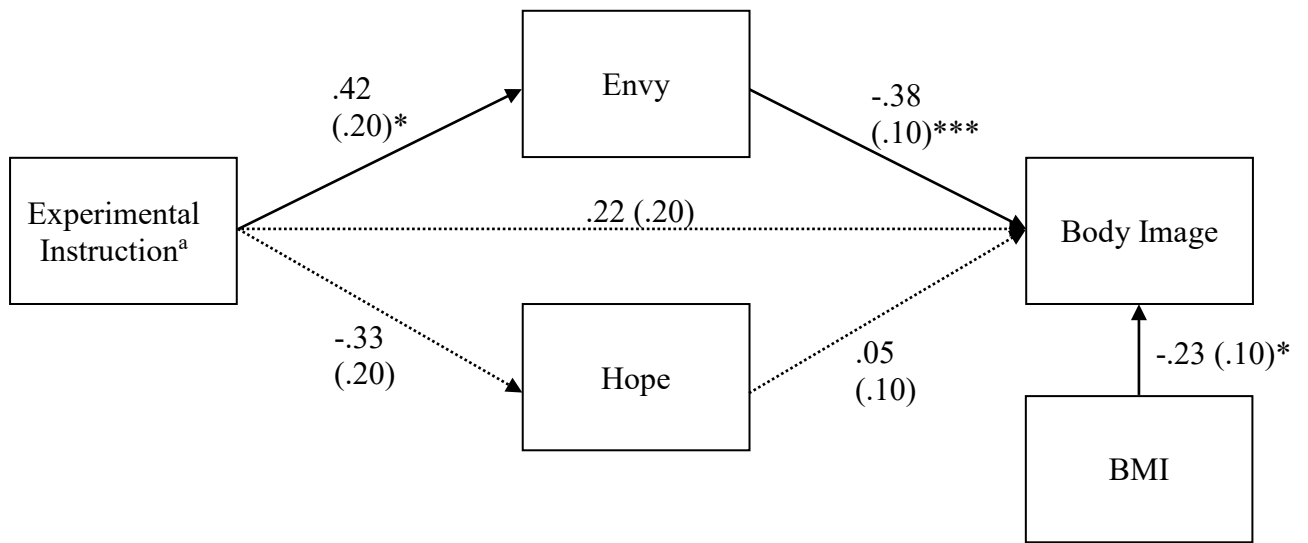 Envy
.42
(.20)*
-.38
(.10)***
Experimental
Instructionᵃ
.22 (.20)
Body Image
-.33
(.20)
Hope
.05
(.10)
-.23 (.10)*
BMI